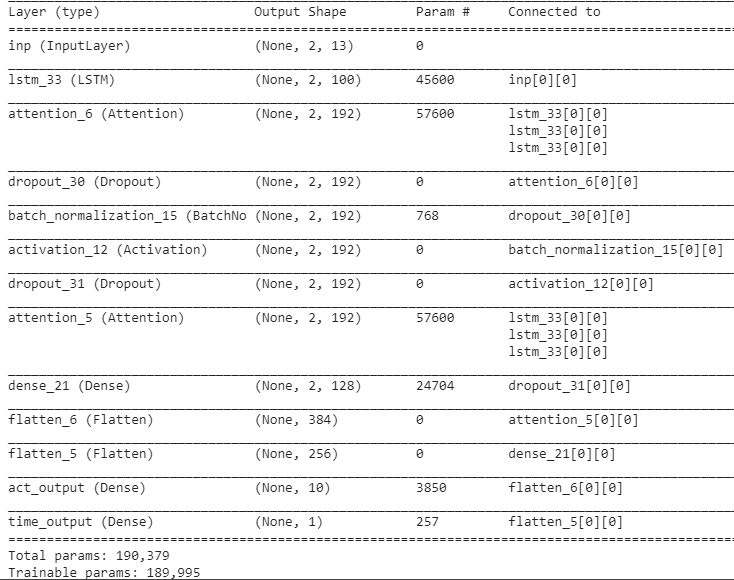 Layer (type) Output Shape Param # Connected to
inp (InputLayer) (None, 2, 13) 0
lstm_33 (LSTM) (None, 2, 100) 45600 inp[0][0]
attention_6 (Attention) (None, 2, 192) 57600 lstm_33[0][0]
lstm_33[0][0]
lstm_33[0][0]
dropout_30 (Dropout) (None, 2, 192) 0 attention_6[0][0]
batch_normalization_15 (BatchNo (None, 2, 192) 768 dropout_30[0][0]
activation_12 (Activation) (None, 2, 192) 0 batch_normalization_15[0][0]
dropout_31 (Dropout) (None, 2, 192) 0 activation_12[0][0]
attention_5 (Attention) (None, 2, 192) 57600 lstm_33[0][0]
lstm_33[0][0]
lstm_33[0][0]
dense_21 (Dense) (None, 2, 128) 24704 dropout_31[0][0]
flatten_6 (Flatten) (None, 384) 0 attention_5[0][0]
flatten_5 (Flatten) (None, 256) 0 dense_21[0][0]
act_output (Dense) (None, 10) 3850 flatten_6[0][0]
time_output (Dense) (None, 1) 257 flatten_5[0][0]
Total params: 190,379
Trainable params: 189,995